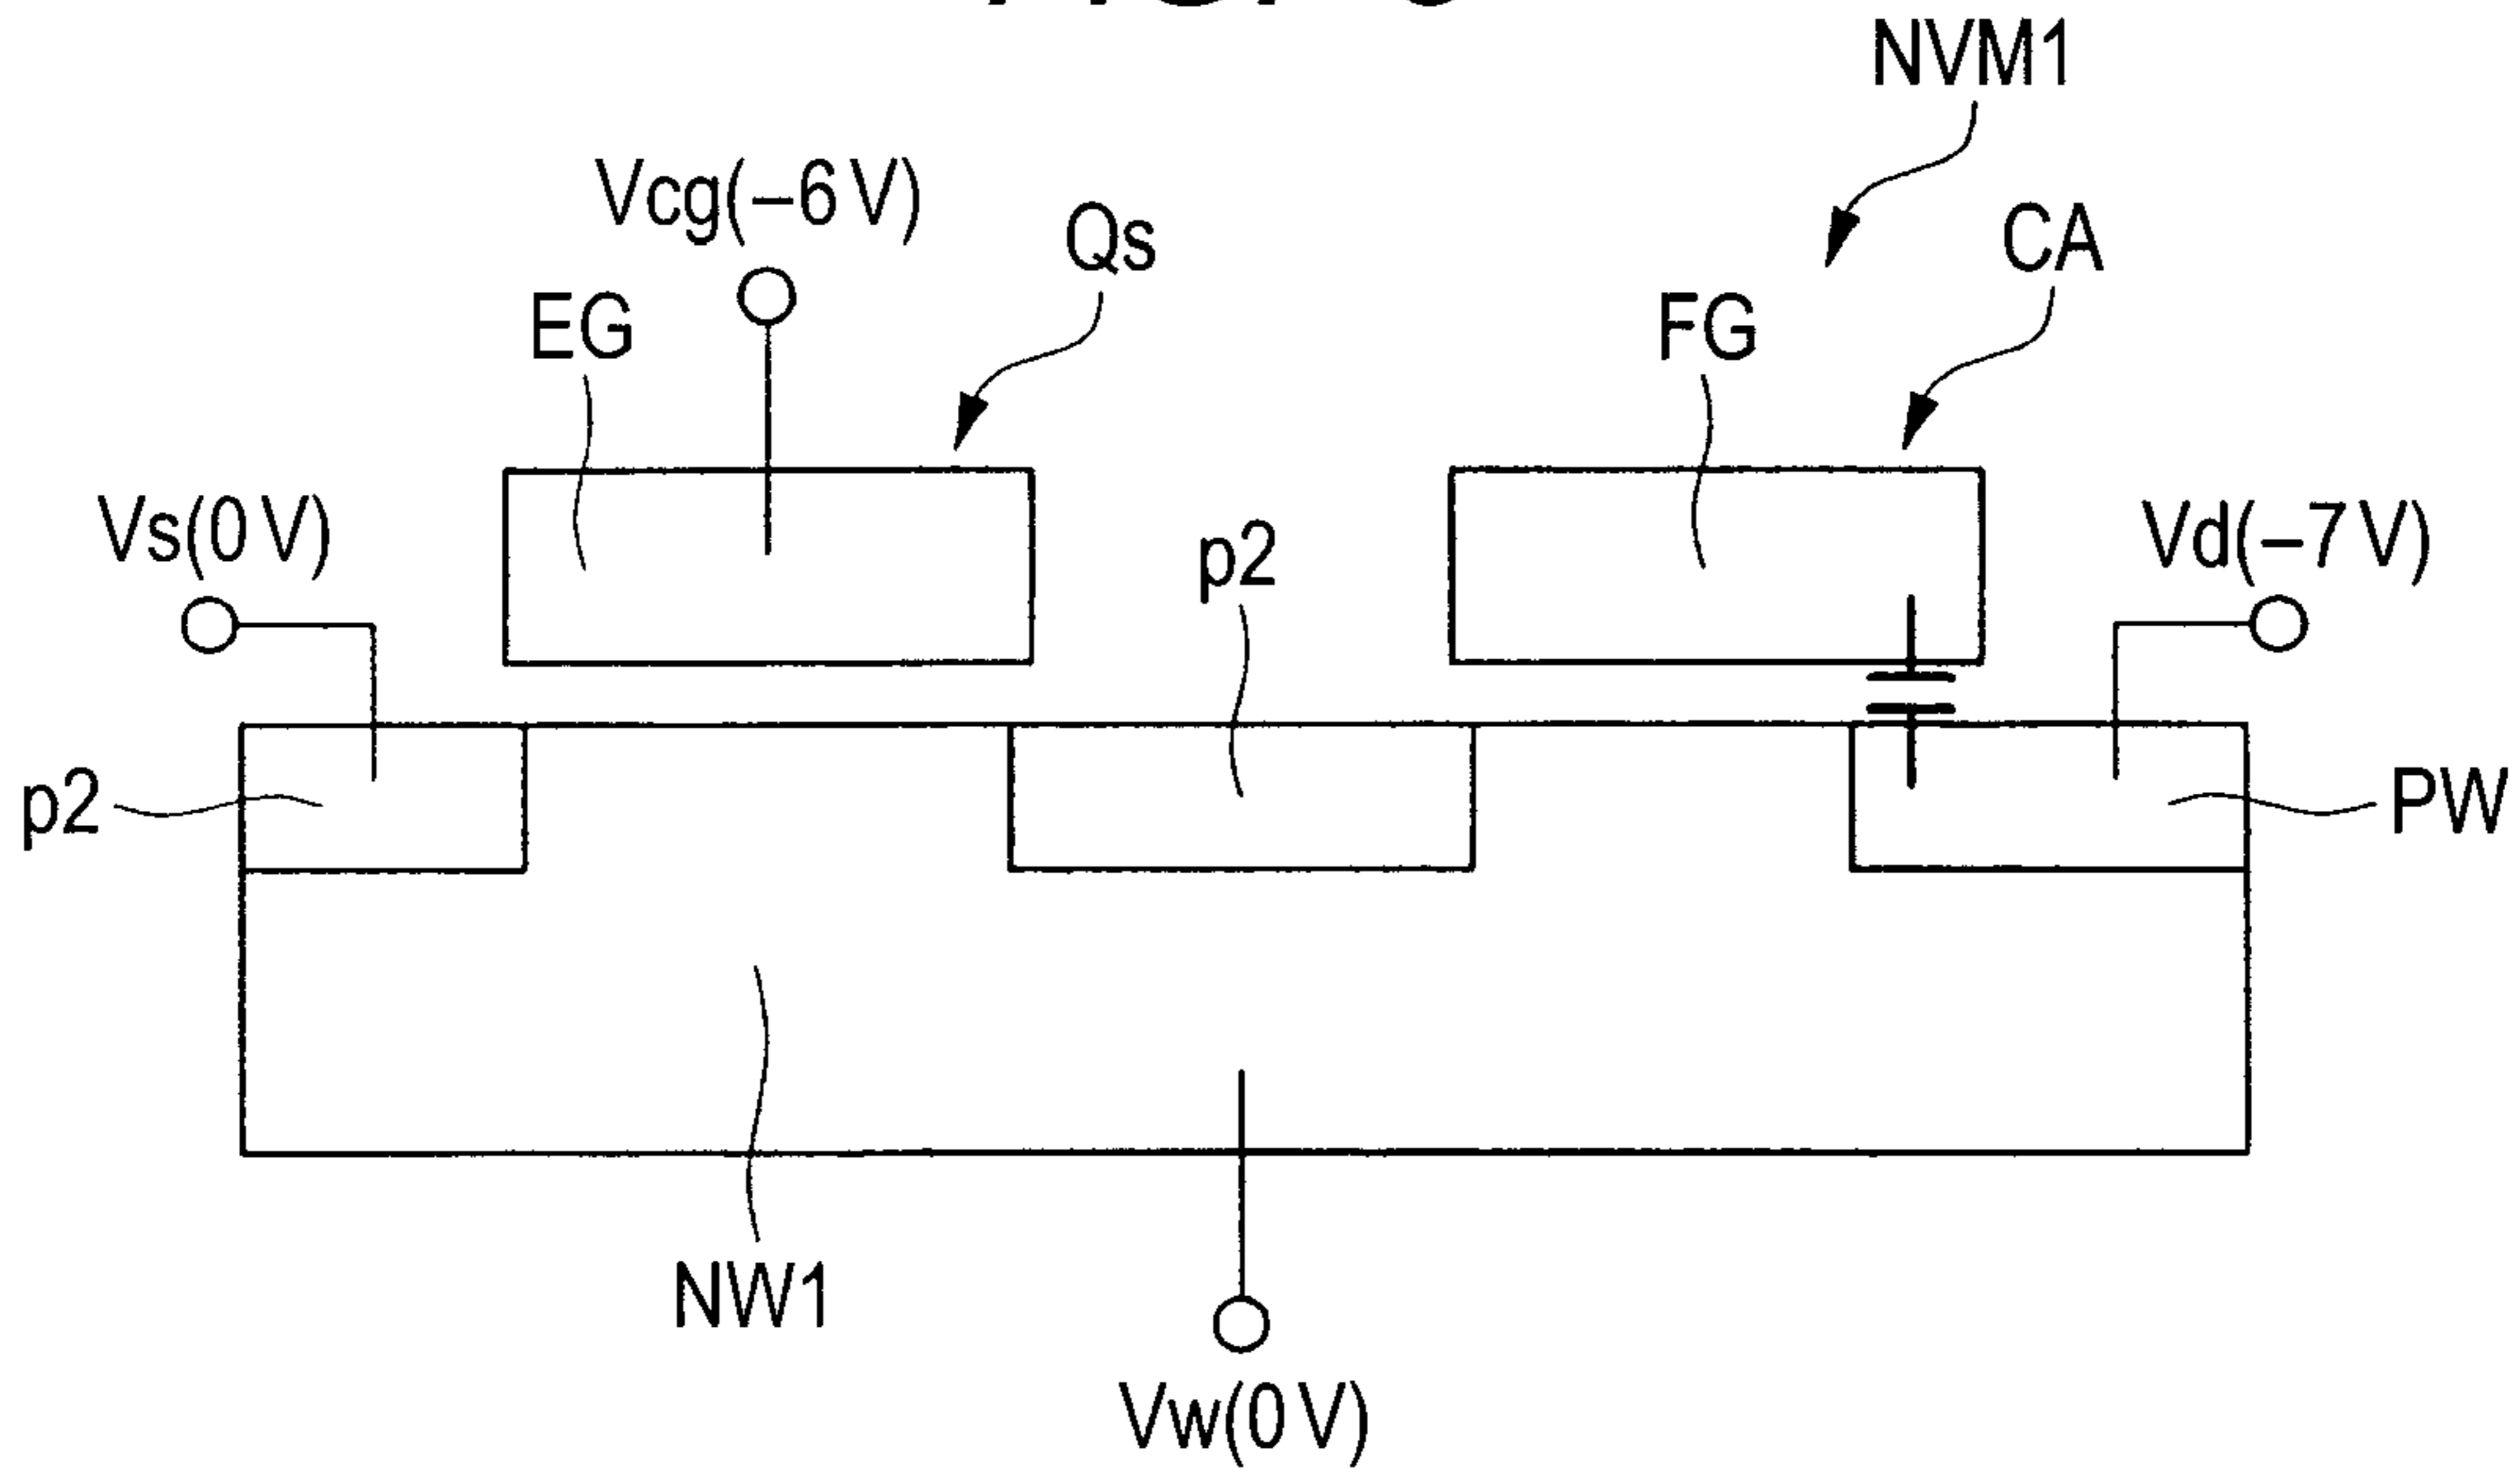 NVM1
Vcg(−6 V)
Qs
CA
EG
FG
Vs(0 V)
p2
Vd(−7 V)
p2
PW
NW1
Vw(0 V)